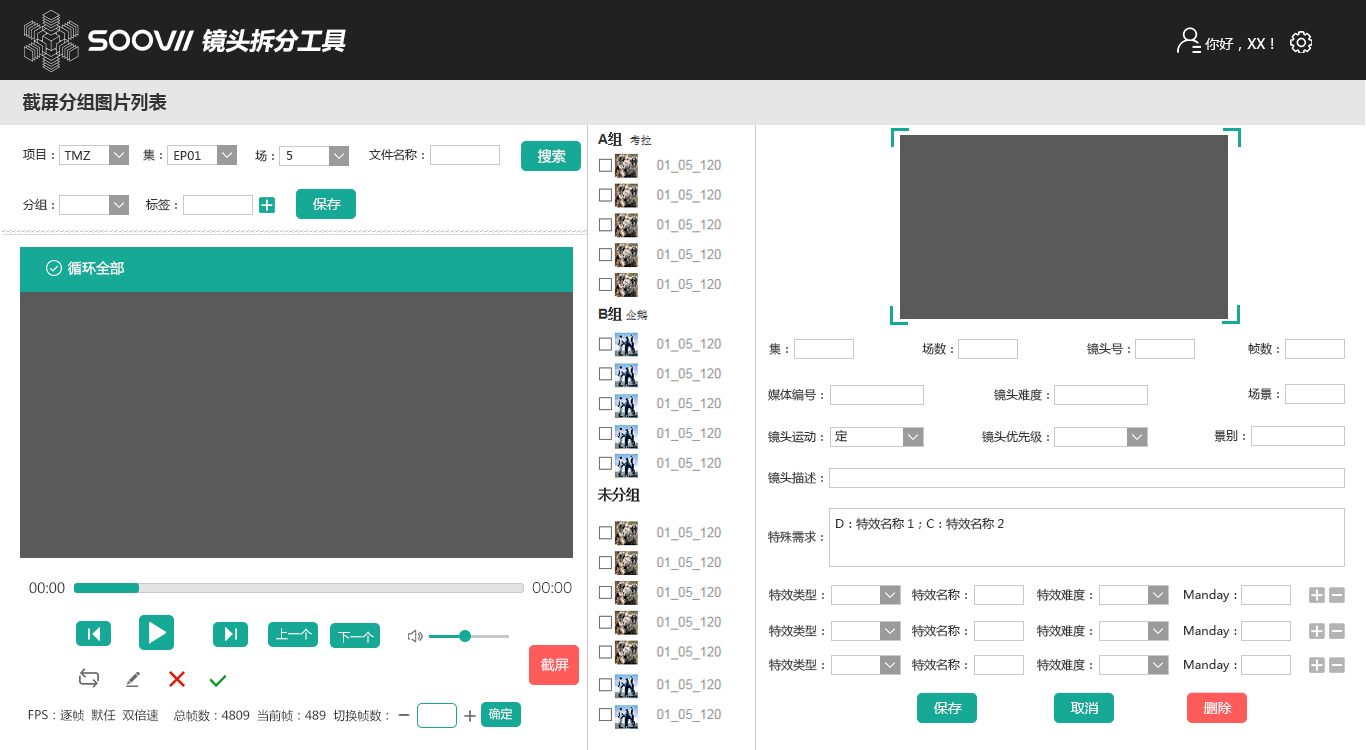 SOOVII 镜头拆分工具
你好，XX！
截屏分组图片列表
项目： TMZ 集： EP01 场： 5 文件名称： 搜索
分组： 标签： 保存
循环全部
00:00 00:00
上一个 下一个
截屏
FPS：逐帧 默任 双倍速 总帧数：4809 当前帧：489 切换帧数： 确定
A组 考拉
01_05_120
01_05_120
01_05_120
01_05_120
01_05_120
B组 企鹅
01_05_120
01_05_120
01_05_120
01_05_120
01_05_120
未分组
01_05_120
01_05_120
01_05_120
01_05_120
01_05_120
01_05_120
01_05_120
集： 场数： 镜头号： 帧数：
媒体编号： 镜头难度： 场景：
镜头运动： 定 镜头优先级： 景别：
镜头描述：
特殊需求： D：特效名称 1；C：特效名称 2
特效类型： 特效名称： 特效难度： Manday：
特效类型： 特效名称： 特效难度： Manday：
特效类型： 特效名称： 特效难度： Manday：
保存 取消 删除